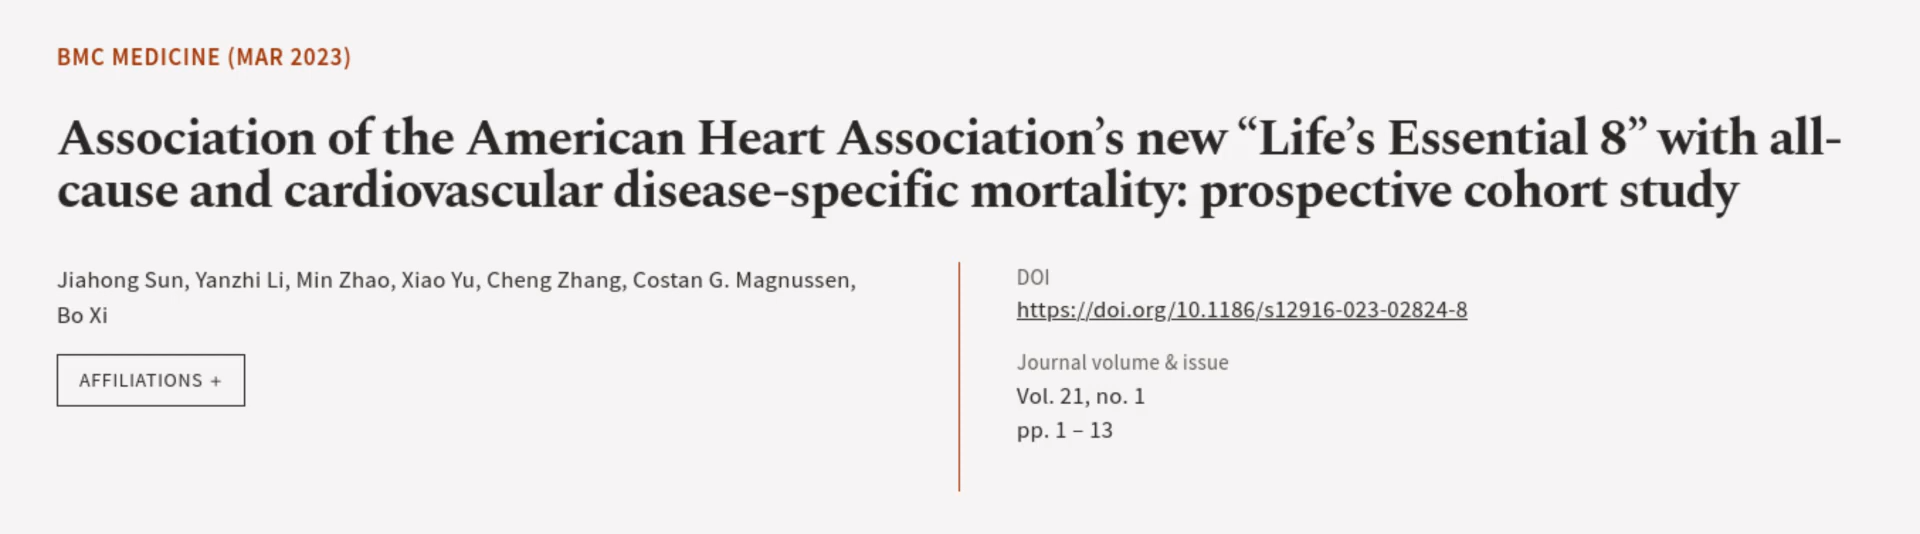 BMC MEDICINE (MAR 2023)
Association of the American Heart Association’s new “Life’s Essential 8” with all-
cause and cardiovascular disease-specific mortality: prospective cohort study
Jiahong Sun, Yanzhi Li, Min Zhao, Xiao Yu, Cheng Zhang, Costan G. Magnussen,
Bo Xi
AFFILIATIONS +
DOI
https://doi.org/10.1186/s12916-023-02824-8
Journal volume & issue
Vol. 21, no. 1
pp. 1 – 13